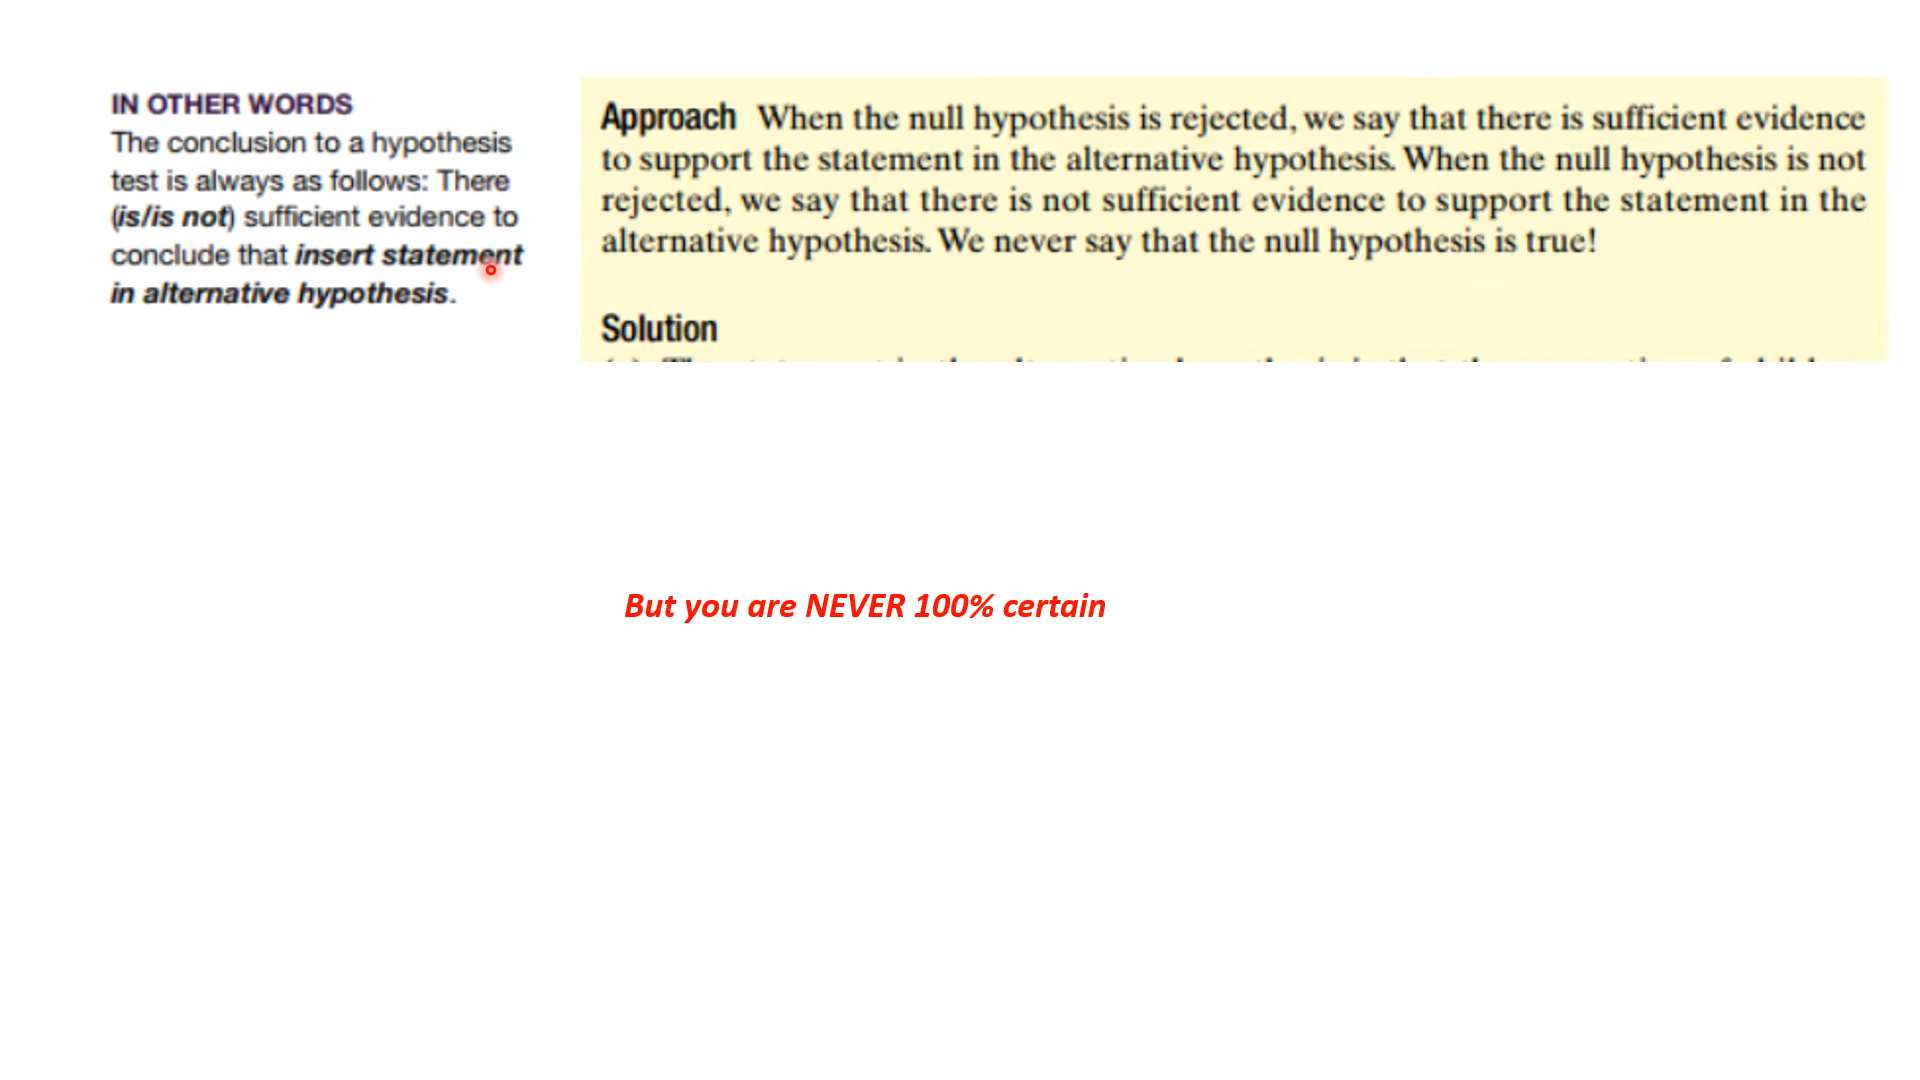 IN OTHER WORDS
The conclusion to a hypothesis
test is always as follows: There
(is/is not) sufficient evidence to
conclude that insert statement
in alternative hypothesis.
Approach When the null hypothesis is rejected, we say that there is sufficient evidence
to support the statement in the alternative hypothesis. When the null hypothesis is not
rejected, we say that there is not sufficient evidence to support the statement in the
alternative hypothesis. We never say that the null hypothesis is true!
Solution
But you are NEVER 100% certain